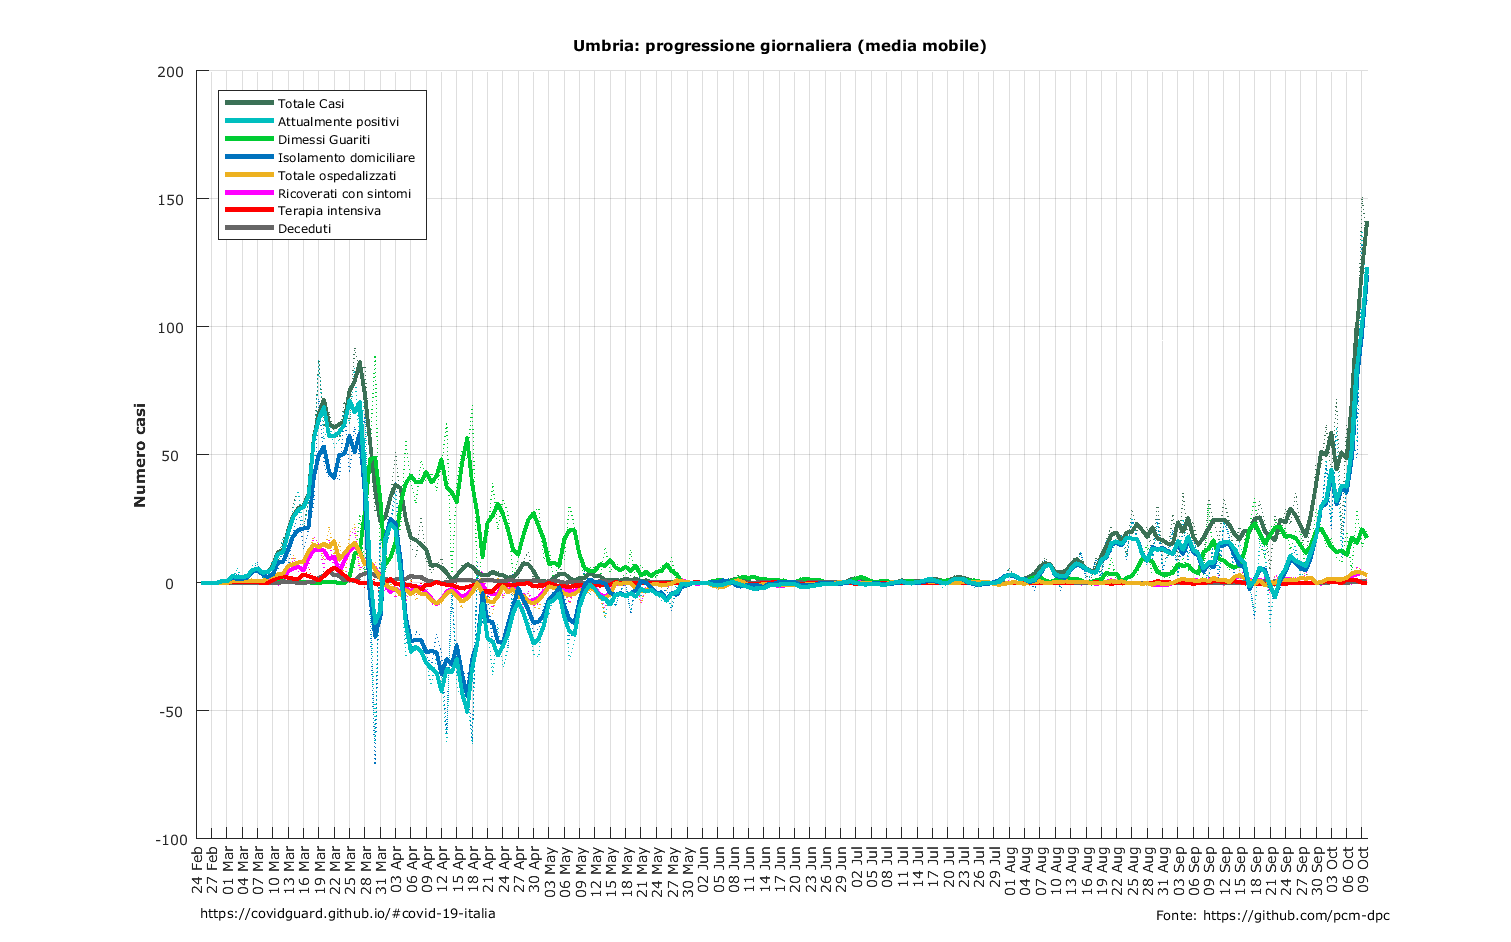 Umbria: progressione giornaliera (media mobile)
Numero casi
200
150
100
50
0
-50
-100
Totale Casi
Attualmente positivi
Dimessi Guariti
Isolamento domiciliare
Totale ospedalizzati
Ricoverati con sintomi
Terapia intensiva
Deceduti
24 Feb
27 Feb
01 Mar
04 Mar
07 Mar
10 Mar
13 Mar
16 Mar
19 Mar
22 Mar
25 Mar
28 Mar
31 Mar
03 Apr
06 Apr
09 Apr
12 Apr
15 Apr
18 Apr
21 Apr
24 Apr
27 Apr
30 Apr
03 May
06 May
09 May
12 May
15 May
18 May
21 May
24 May
27 May
30 May
02 Jun
05 Jun
08 Jun
11 Jun
14 Jun
17 Jun
20 Jun
23 Jun
26 Jun
29 Jun
02 Jul
05 Jul
08 Jul
11 Jul
14 Jul
17 Jul
20 Jul
23 Jul
26 Jul
29 Jul
01 Aug
04 Aug
07 Aug
10 Aug
13 Aug
16 Aug
19 Aug
22 Aug
25 Aug
28 Aug
31 Aug
03 Sep
06 Sep
09 Sep
12 Sep
15 Sep
18 Sep
21 Sep
24 Sep
27 Sep
30 Sep
03 Oct
06 Oct
09 Oct
https://covidguard.github.io/#covid-19-italia
Fonte: https://github.com/pcm-dpc